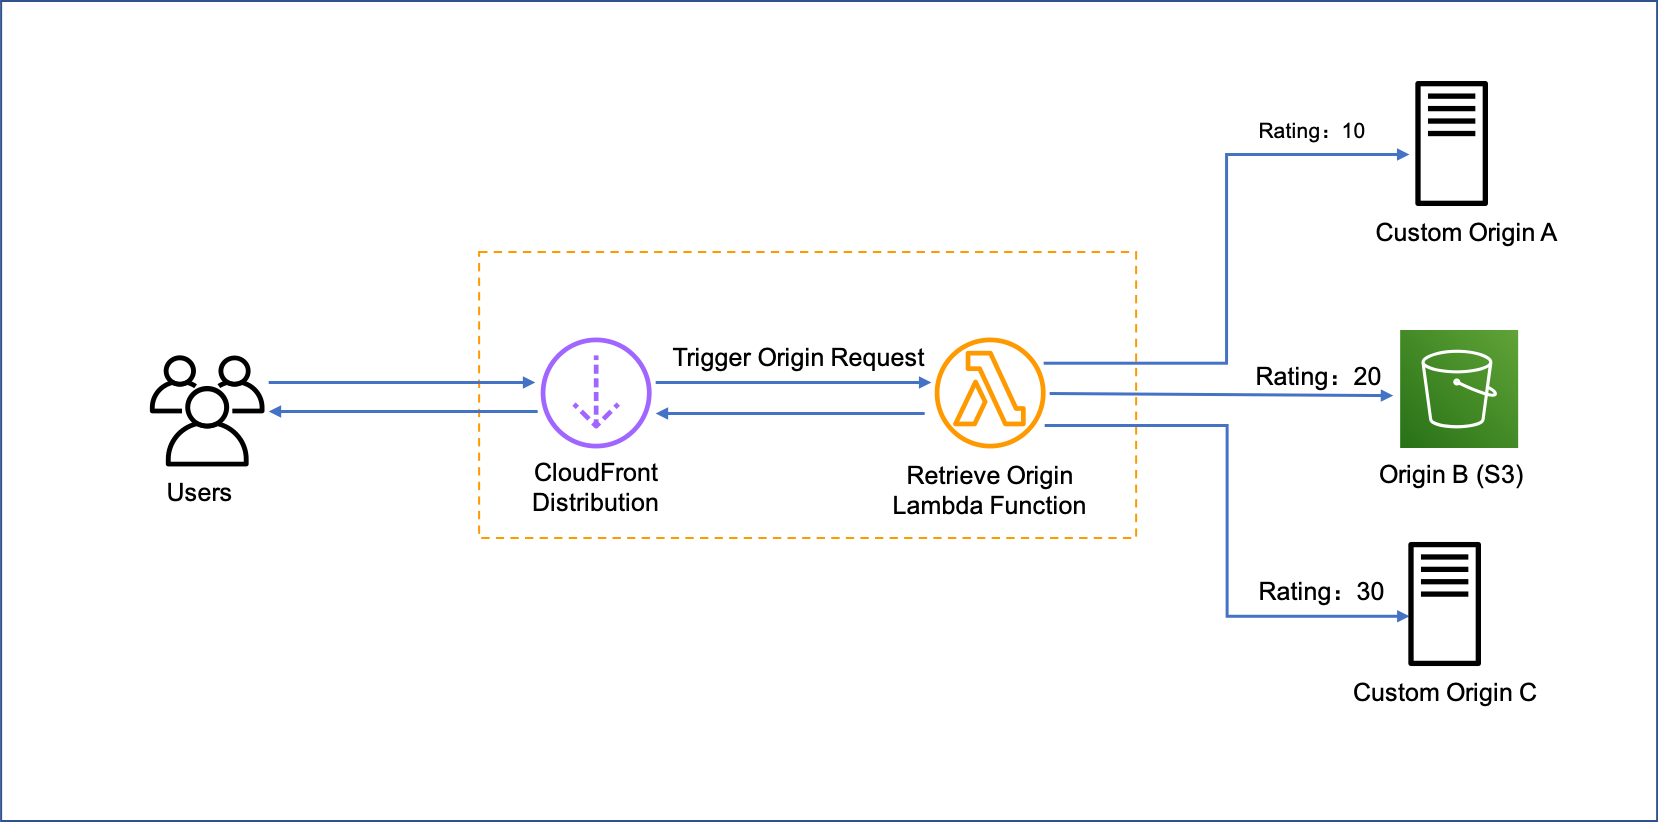 Rating：10
Custom Origin A
Trigger Origin Request
Rating：20
Users
CloudFront
Distribution
Retrieve Origin
Lambda Function
Origin B (S3)
Rating：30
Custom Origin C